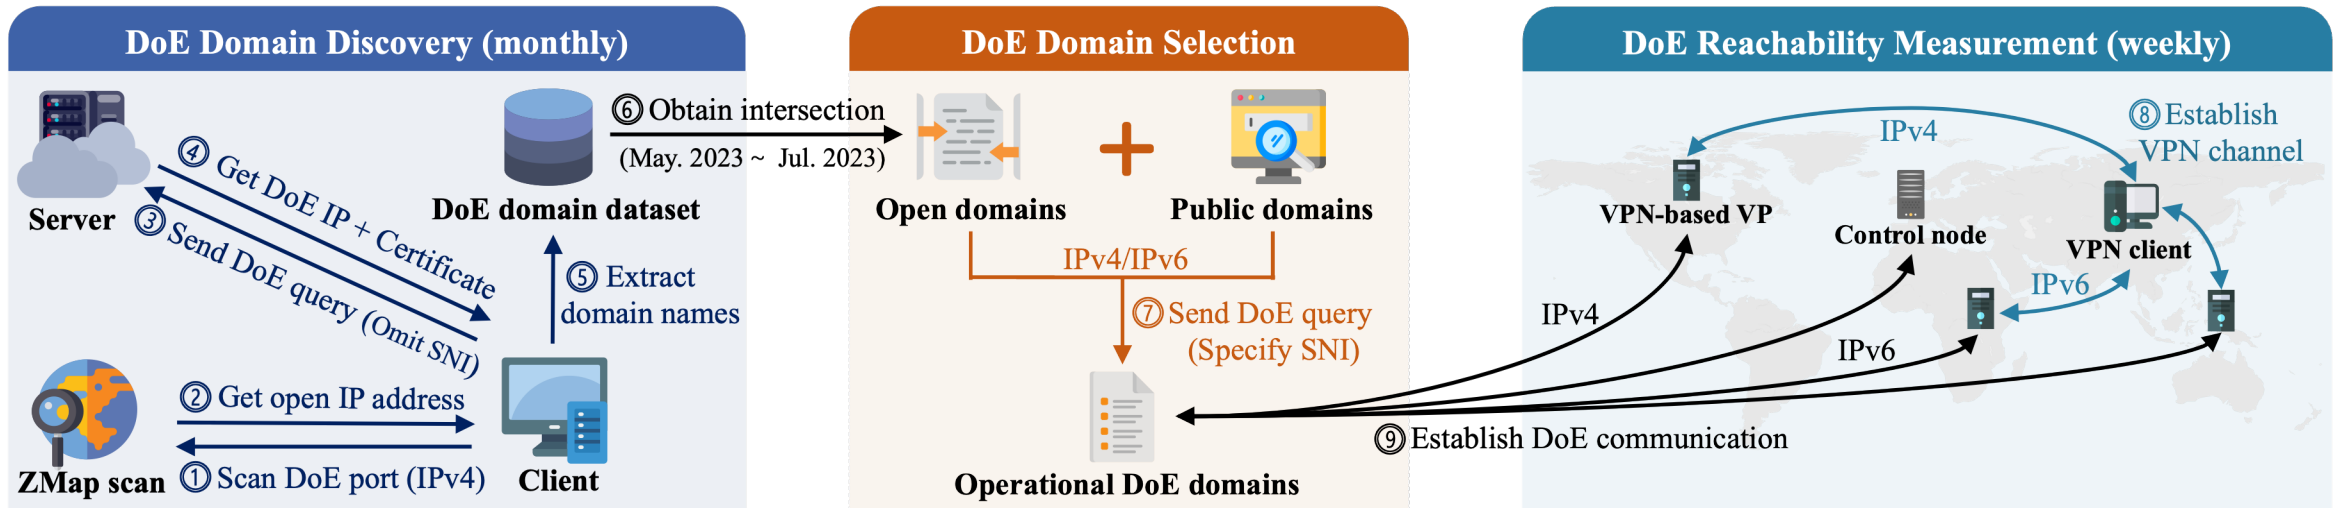 DoE Domain Discovery (monthly)
Server
④ Get DoE IP + Certificate
③ Send DoE query (Omit SNI)
ZMap scan
② Get open IP address
① Scan DoE port (IPv4)
Client
⑤ Extract
domain names
DoE domain dataset
⑥ Obtain intersection
(May. 2023 ~ Jul. 2023)
DoE Domain Selection
Open domains
Public domains
IPv4/IPv6
⑦ Send DoE query
(Specify SNI)
Operational DoE domains
DoE Reachability Measurement (weekly)
IPv4
⑧ Establish
VPN channel
VPN-based VP
Control node
VPN client
IPv6
IPv4
IPv6
⑨ Establish DoE communication